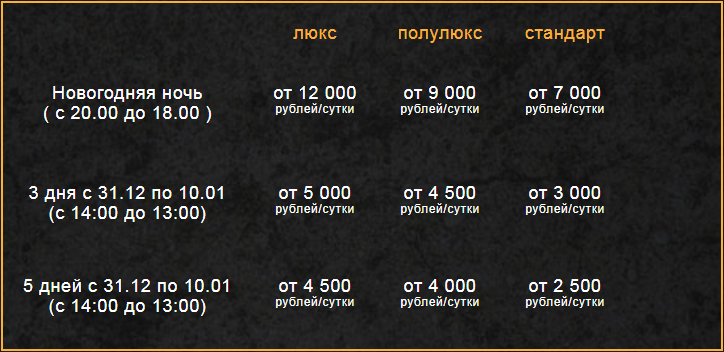 люкс полулюкс стандарт
Новогодняя ночь от 12 000 от 9 000 от 7 000
( с 20.00 до 18.00 ) рублей/сутки рублей/сутки рублей/сутки
3 дня с 31.12 по 10.01 от 5 000 от 4 500 от 3 000
(с 14:00 до 13:00) рублей/сутки рублей/сутки рублей/сутки
5 дней с 31.12 по 10.01 от 4 500 от 4 000 от 2 500
(с 14:00 до 13:00) рублей/сутки рублей/сутки рублей/сутки